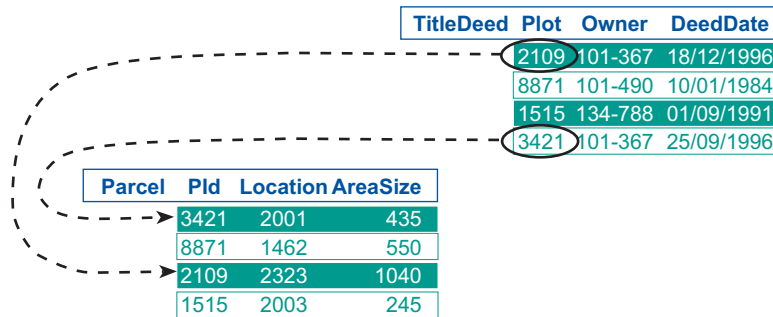 TitleDeed Plot Owner DeedDate
2109 101-367 18/12/1996
8871 101-490 10/01/1984
1515 134-788 01/09/1991
3421 101-367 25/09/1996
Parcel PId Location AreaSize
3421 2001 435
8871 1462 550
2109 2323 1040
1515 2003 245